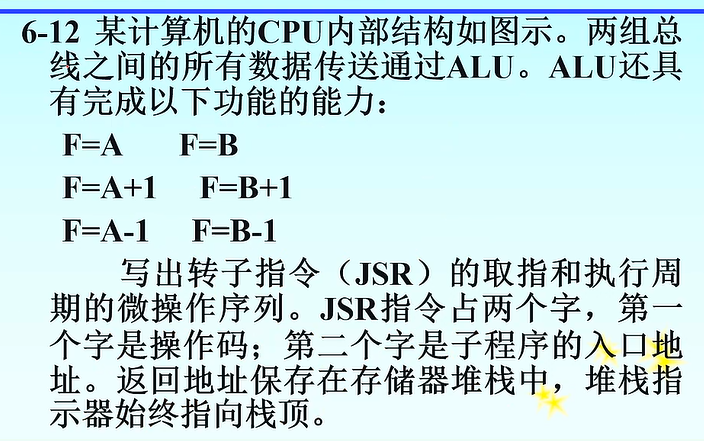 6-12 某计算机的CPU内部结构如图示。两组总
线之间的所有数据传送通过ALU。ALU还具
有完成以下功能的能力：
F=A F=B
F=A+1 F=B+1
F=A-1 F=B-1
写出转子指令（JSR）的取指和执行周
期的微操作序列。JSR指令占两个字，第一
个字是操作码；第二个字是子程序的入口地
址。返回地址保存在存储器堆栈中，堆栈指
示器始终指向栈顶。